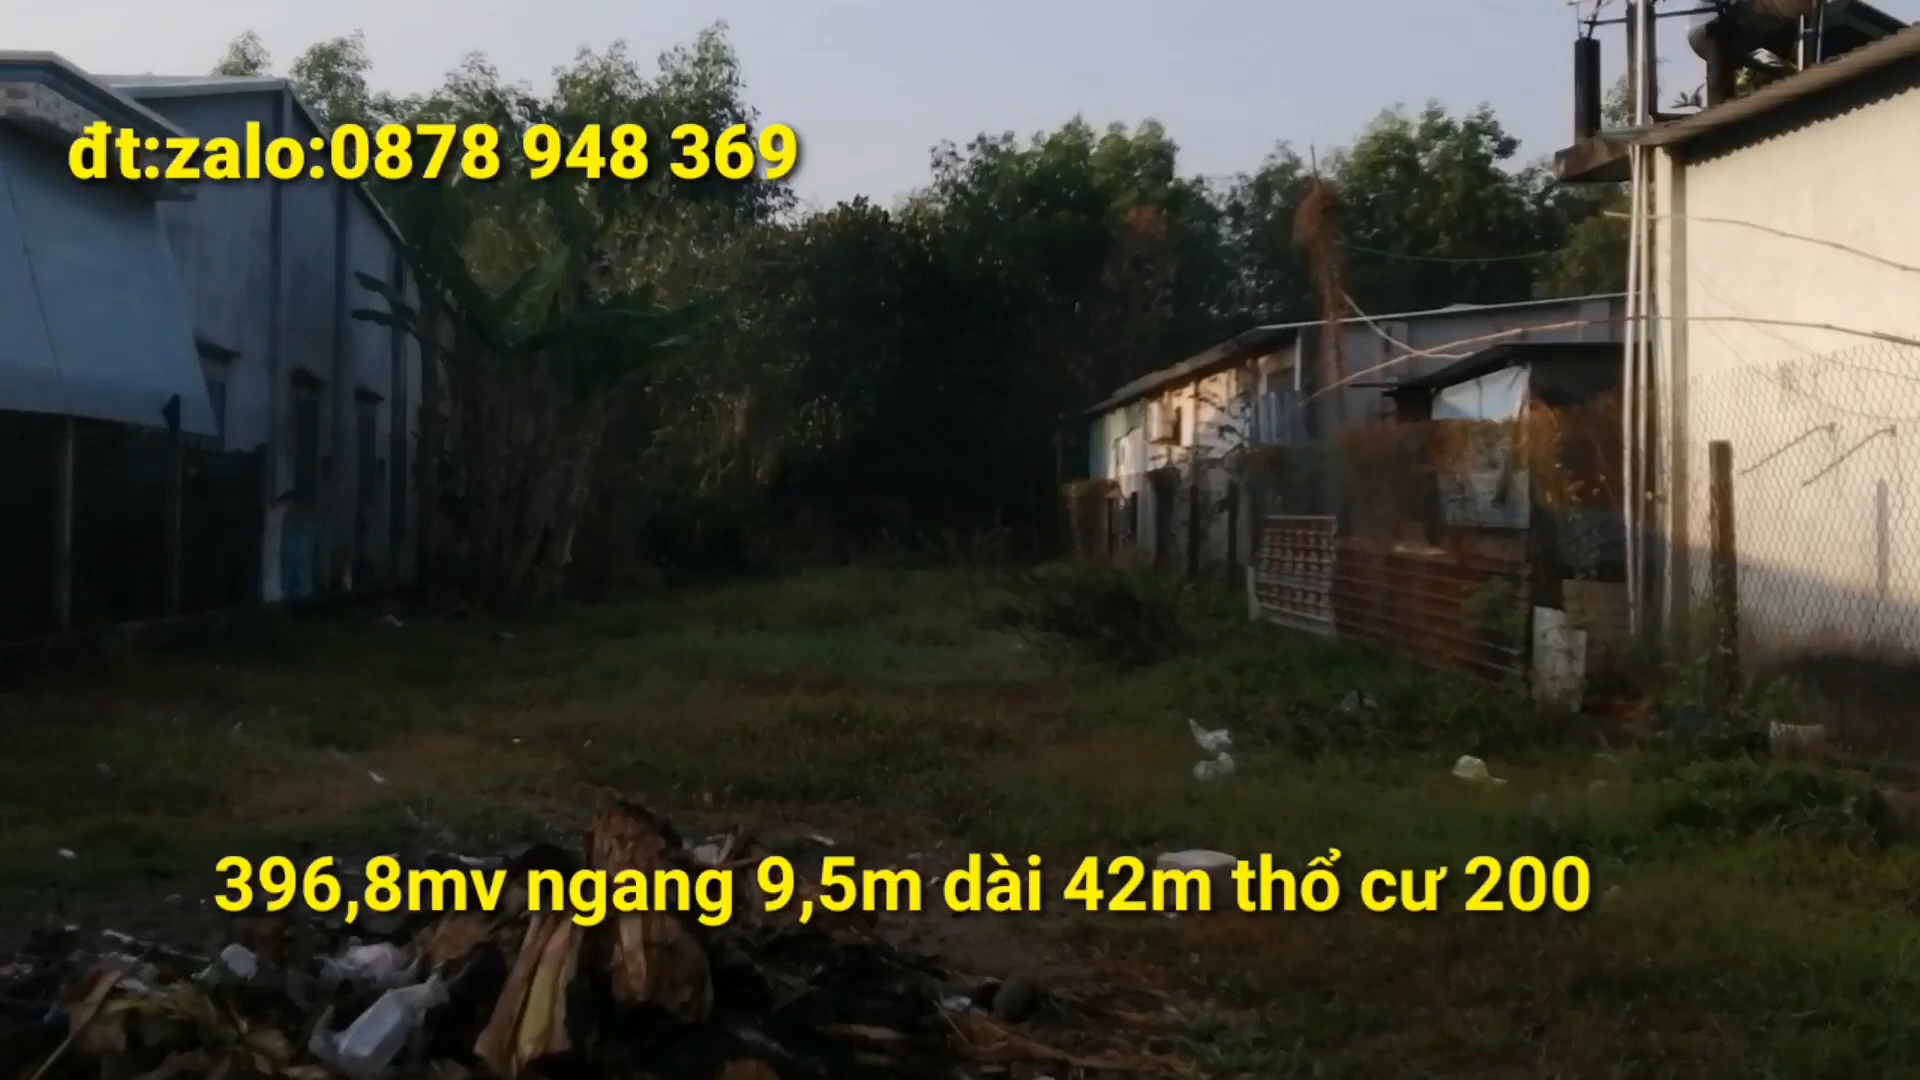 đt:zalo:0878 948 369
396,8mv ngang 9,5m dài 42m thổ cư 200